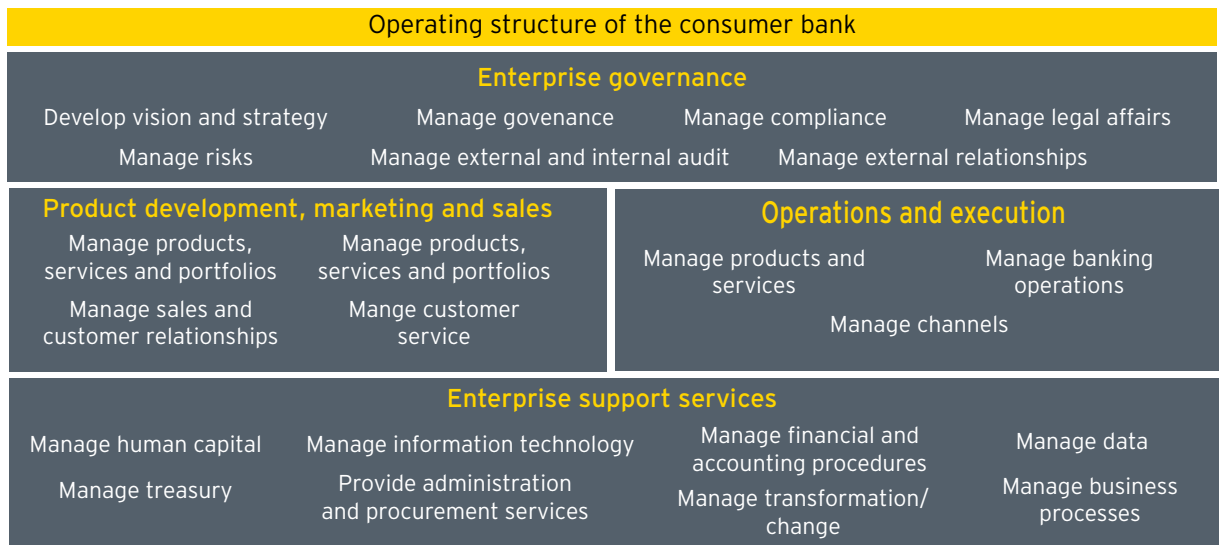 Operating structure of the consumer bank
Enterprise governance
Develop vision and strategy
Manage govenance
Manage compliance
Manage legal affairs
Manage risks
Manage external and internal audit
Manage external relationships
Product development, marketing and sales
Manage products,
services and portfolios
Manage products,
services and portfolios
Manage sales and
customer relationships
Mange customer
service
Operations and execution
Manage products and
services
Manage banking
operations
Manage channels
Enterprise support services
Manage human capital
Manage information technology
Manage financial and
accounting procedures
Manage data
Manage treasury
Provide administration
and procurement services
Manage transformation/
change
Manage business
processes